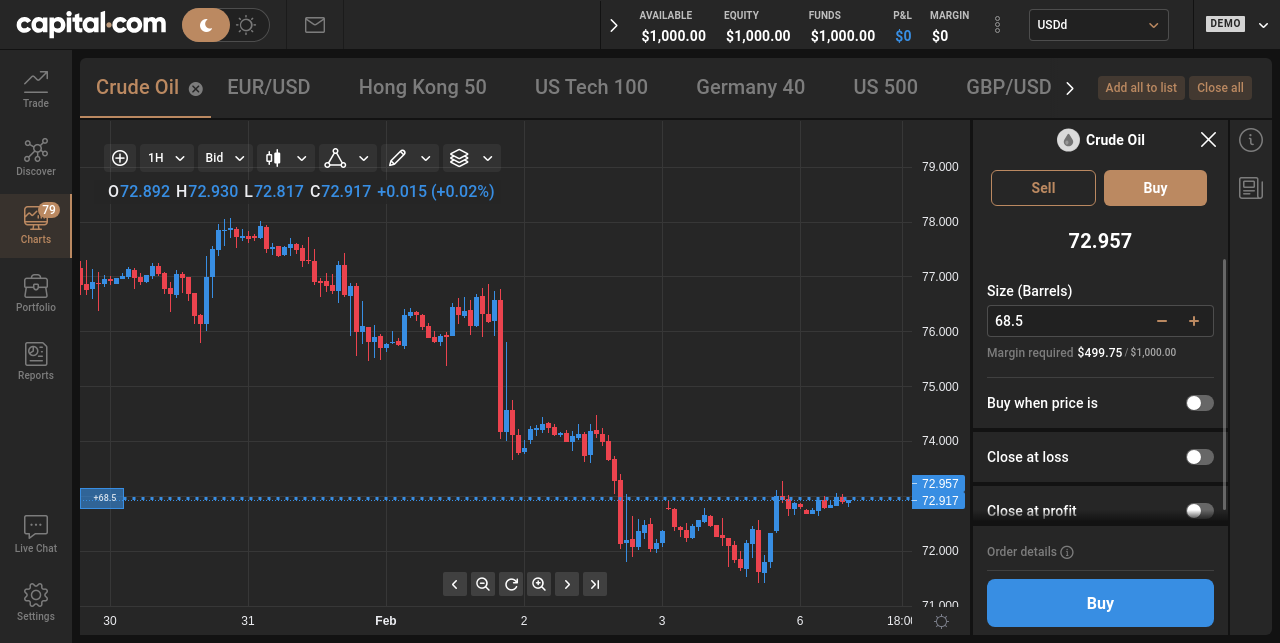 capital.com
AVAILABLE EQUITY FUNDS P&L MARGIN
$1,000.00 $1,000.00 $1,000.00 $0 $0
USDd
DEMO
Trade
Discover
79
Charts
Portfolio
Reports
Live Chat
Settings
Crude Oil EUR/USD Hong Kong 50 US Tech 100 Germany 40 US 500 GBP/USD
Add all to list Close all
1H Bid
O72.892 H72.930 L72.817 C72.917 +0.015 (+0.02%)
79.000
78.000
77.000
76.000
75.000
74.000
72.957
72.917
72.000
71.000
+68.5
30 31 Feb 2 3 6 18:00
Crude Oil
Sell Buy
72.957
Size (Barrels)
68.5
Margin required $499.75 / $1,000.00
Buy when price is
Close at loss
Close at profit
Order details
Buy